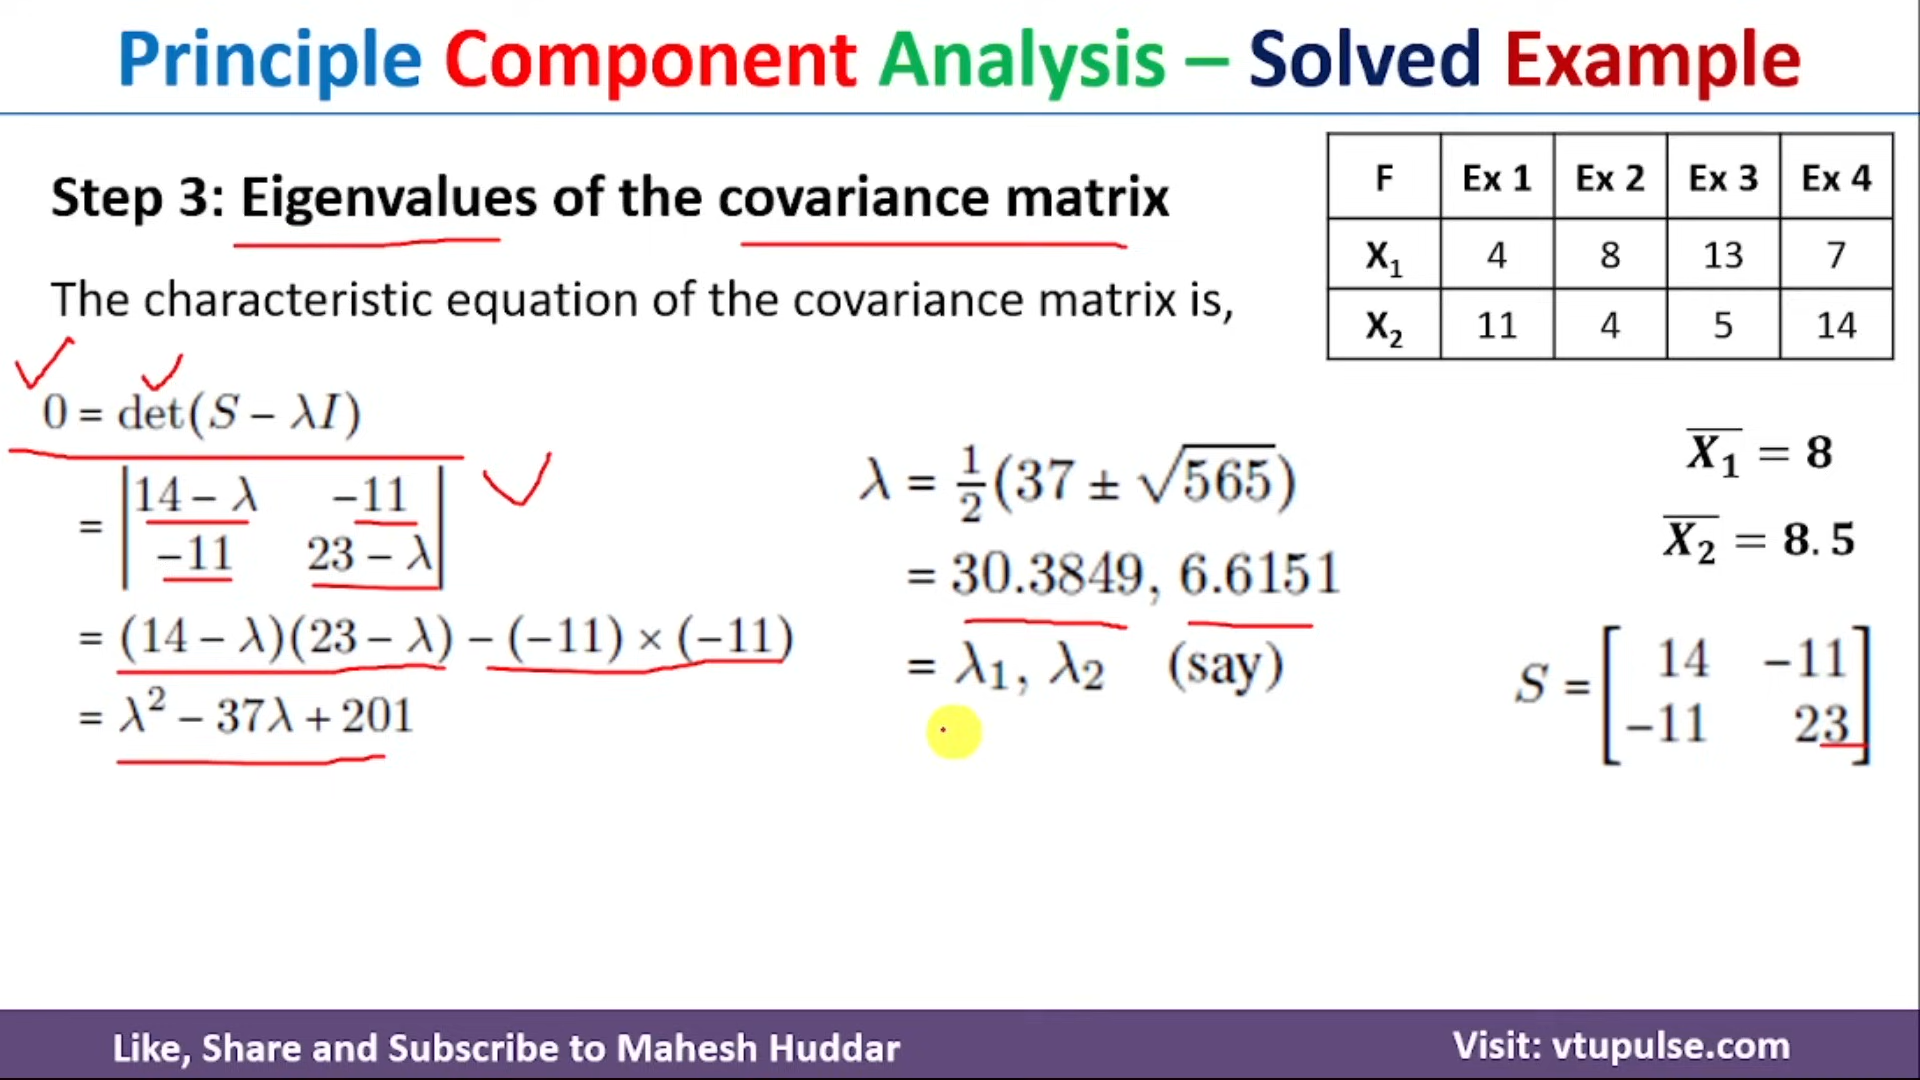 Principle Component Analysis – Solved Example
Step 3: Eigenvalues of the covariance matrix
The characteristic equation of the covariance matrix is,
0 = det(S − λI)
= |14 − λ −11|
|−11 23 − λ|
= (14 − λ)(23 − λ) − (−11) × (−11)
= λ² − 37λ + 201
λ = ½(37 ± √565)
= 30.3849, 6.6151
= λ₁, λ₂ (say)
F Ex 1 Ex 2 Ex 3 Ex 4
X₁ 4 8 13 7
X₂ 11 4 5 14
X̅₁ = 8
X̅₂ = 8.5
S = [14 −11]
[−11 23]
Like, Share and Subscribe to Mahesh Huddar
Visit: vtupulse.com